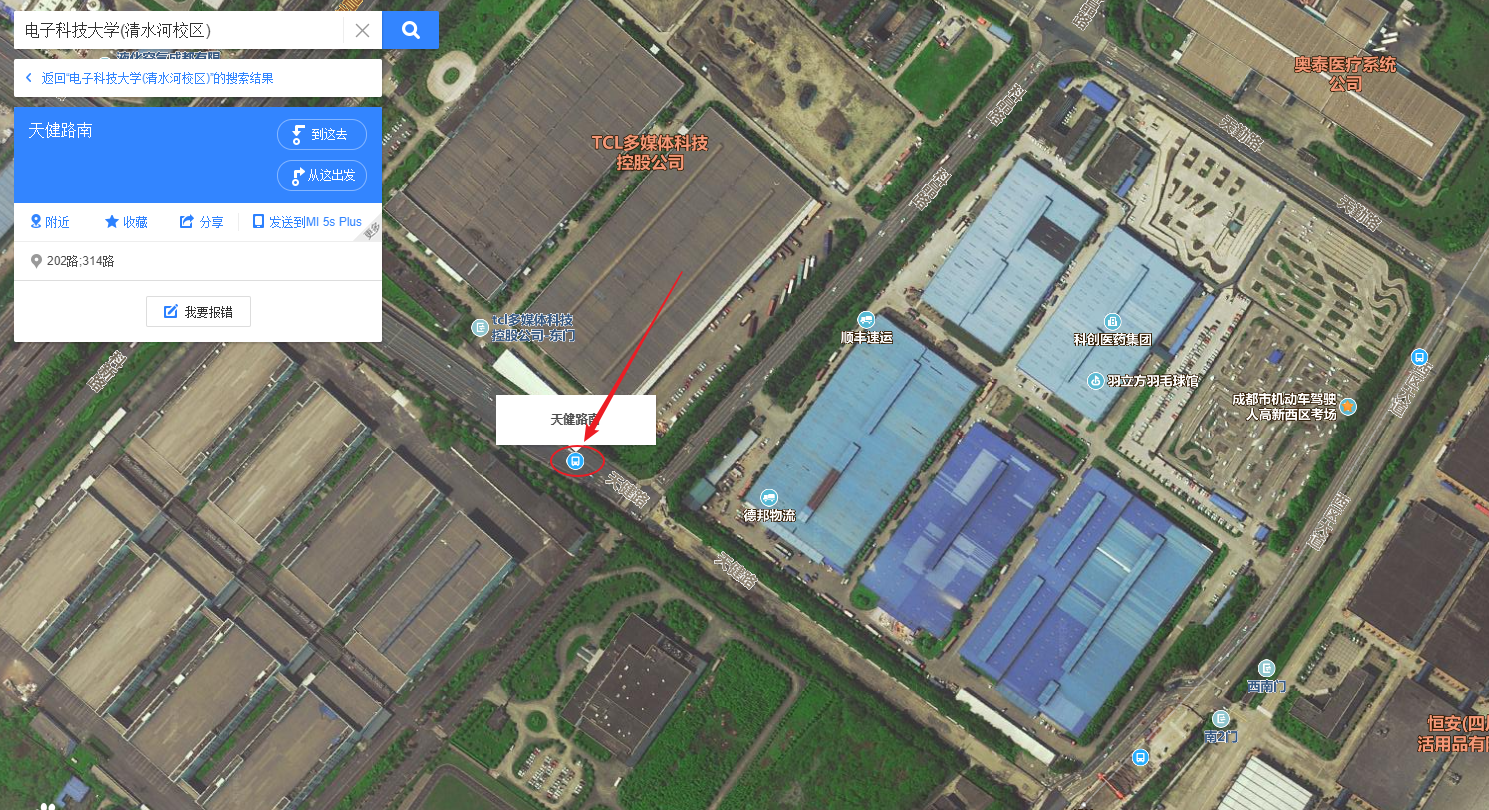 电子科技大学(清水河校区)
返回"电子科技大学(清水河校区)"的搜索结果
天健路南
到这去
从这出发
附近
收藏
分享
发送到MI 5s Plus
更多
202路;314路
我要报错
奥泰医疗系统
公司
TCL多媒体科技
控股公司
天勤路
天勤路
tcl多媒体科技
控股公司-东门
顺丰速运
科创医药集团
羽立方羽毛球馆
成都市机动车驾驶
人高新西区考场
天健路南
天健路
德邦物流
天健路
西南门
南2门
恒安(四川
活用品有限